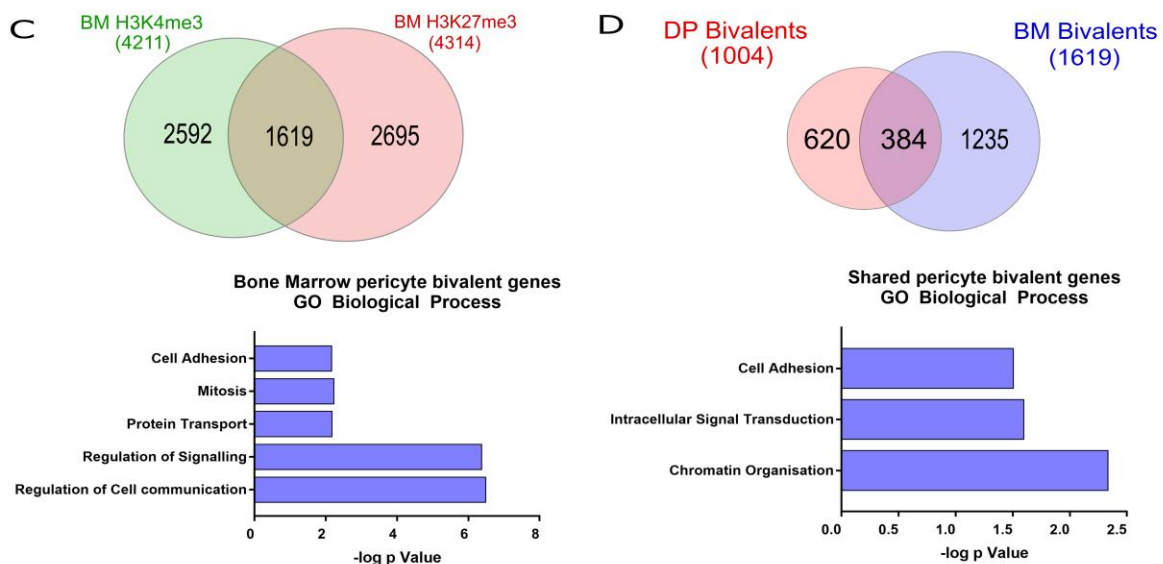 C
BM H3K4me3
(4211)
BM H3K27me3
(4314)
2592
1619
2695
Bone Marrow pericyte bivalent genes
GO Biological Process
Cell Adhesion
Mitosis
Protein Transport
Regulation of Signalling
Regulation of Cell communication
0 2 4 6 8
-log p Value
D
DP Bivalents
(1004)
BM Bivalents
(1619)
620
384
1235
Shared pericyte bivalent genes
GO Biological Process
Cell Adhesion
Intracellular Signal Transduction
Chromatin Organisation
0.0 0.5 1.0 1.5 2.0 2.5
-log p Value